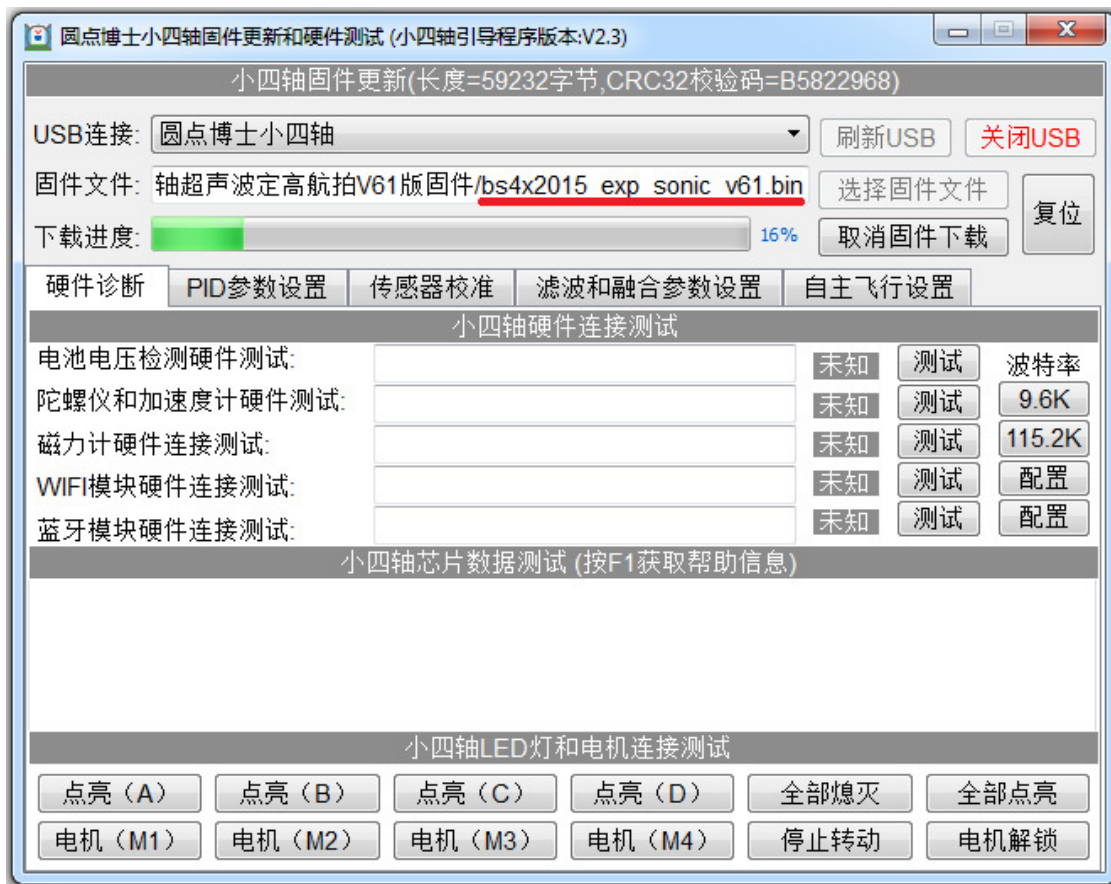 圆点博士小四轴固件更新和硬件测试 (小四轴引导程序版本:V2.3)
小四轴固件更新(长度=59232字节,CRC32校验码=B5822968)
USB连接: 圆点博士小四轴 刷新USB 关闭USB
固件文件: 轴超声波定高航拍V61版固件/bs4x2015_exp_sonic_v61.bin 选择固件文件 复位
下载进度: 16% 取消固件下载
硬件诊断 PID参数设置 传感器校准 滤波和融合参数设置 自主飞行设置
小四轴硬件连接测试
电池电压检测硬件测试: 未知 测试 波特率
陀螺仪和加速度计硬件测试: 未知 测试 9.6K
磁力计硬件连接测试: 未知 测试 115.2K
WIFI模块硬件连接测试: 未知 测试 配置
蓝牙模块硬件连接测试: 未知 测试 配置
小四轴芯片数据测试 (按F1获取帮助信息)
小四轴LED灯和电机连接测试
点亮（A） 点亮（B） 点亮（C） 点亮（D） 全部熄灭 全部点亮
电机（M1） 电机（M2） 电机（M3） 电机（M4） 停止转动 电机解锁